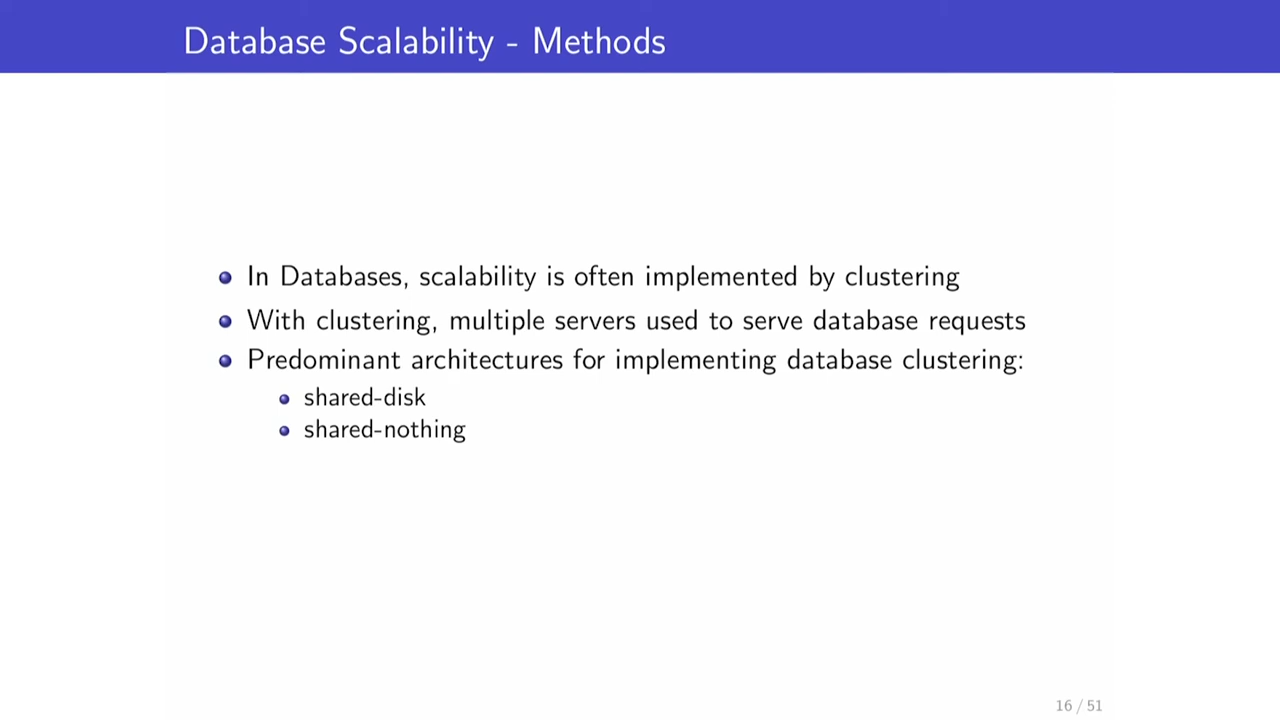 Database Scalability - Methods
In Databases, scalability is often implemented by clustering
With clustering, multiple servers used to serve database requests
Predominant architectures for implementing database clustering:
shared-disk
shared-nothing
16 / 51